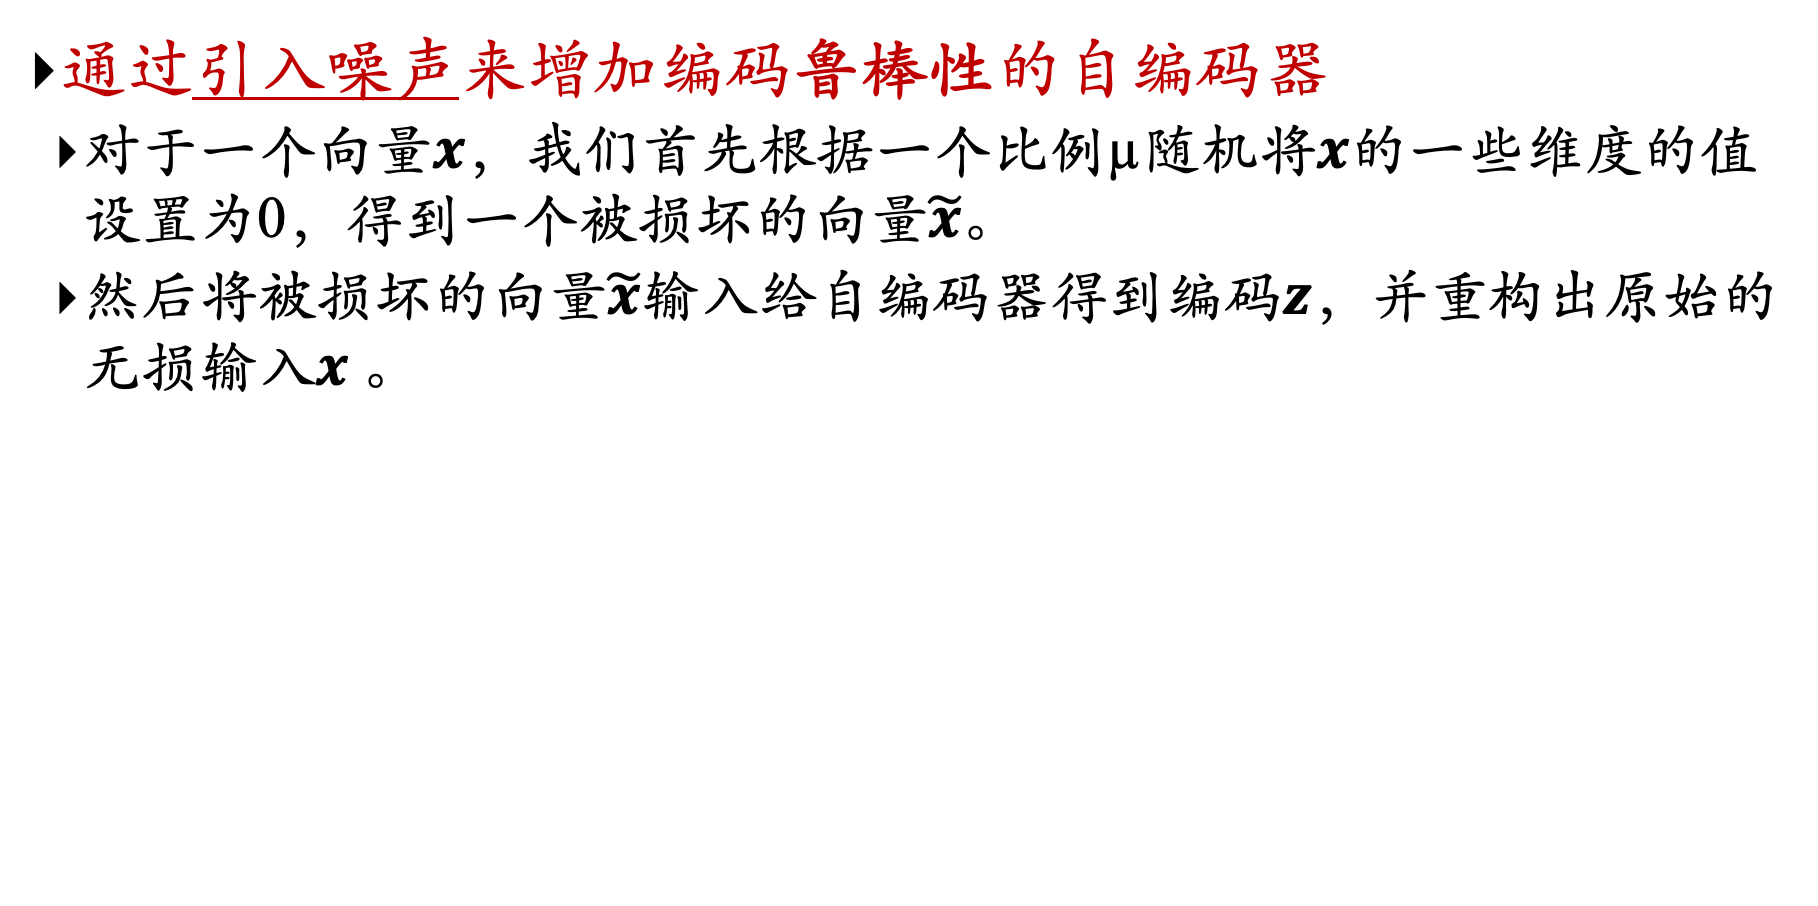 通过引入噪声来增加编码鲁棒性的自编码器
对于一个向量x，我们首先根据一个比例μ随机将x的一些维度的值
设置为0，得到一个被损坏的向量x̃。
然后将被损坏的向量x̃输入给自编码器得到编码z，并重构出原始的
无损输入x 。